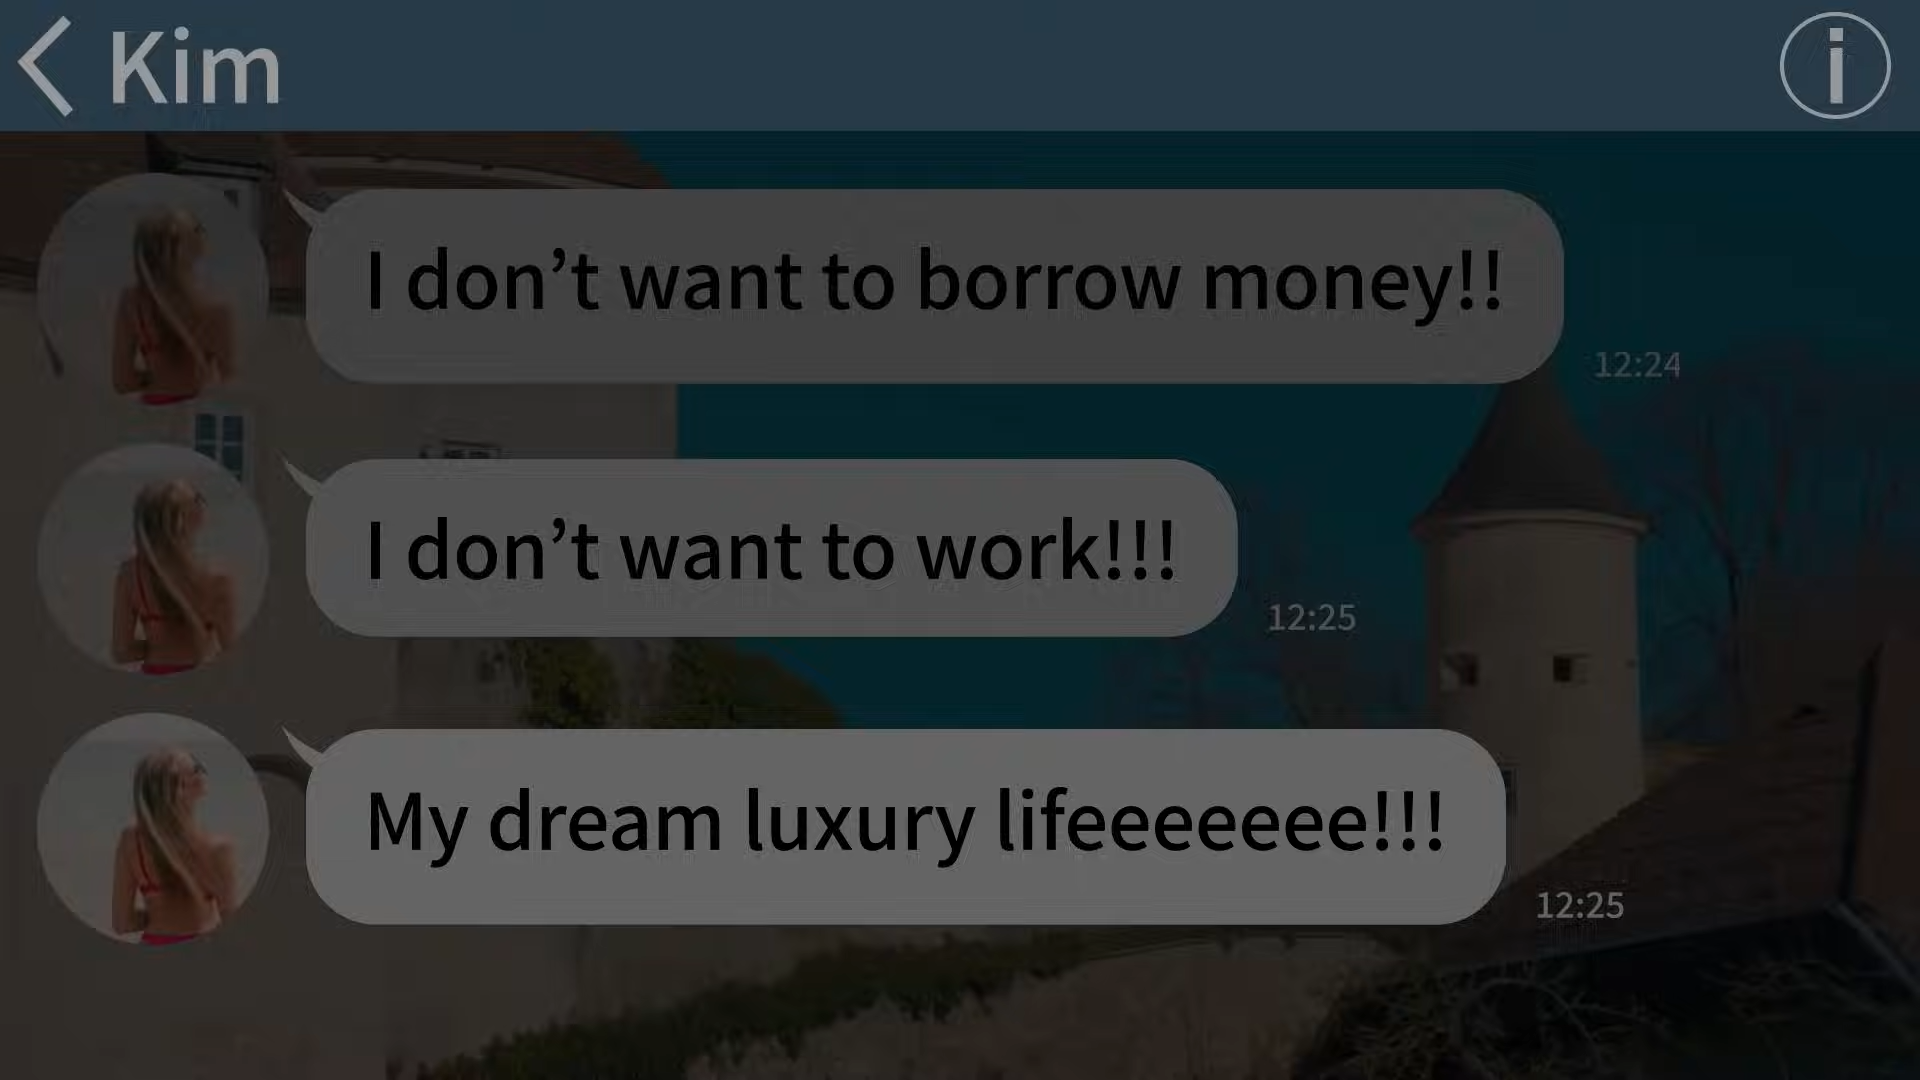 Kim
I don’t want to borrow money!!
12:24
I don’t want to work!!!
12:25
My dream luxury lifeeeeeeee!!!
12:25